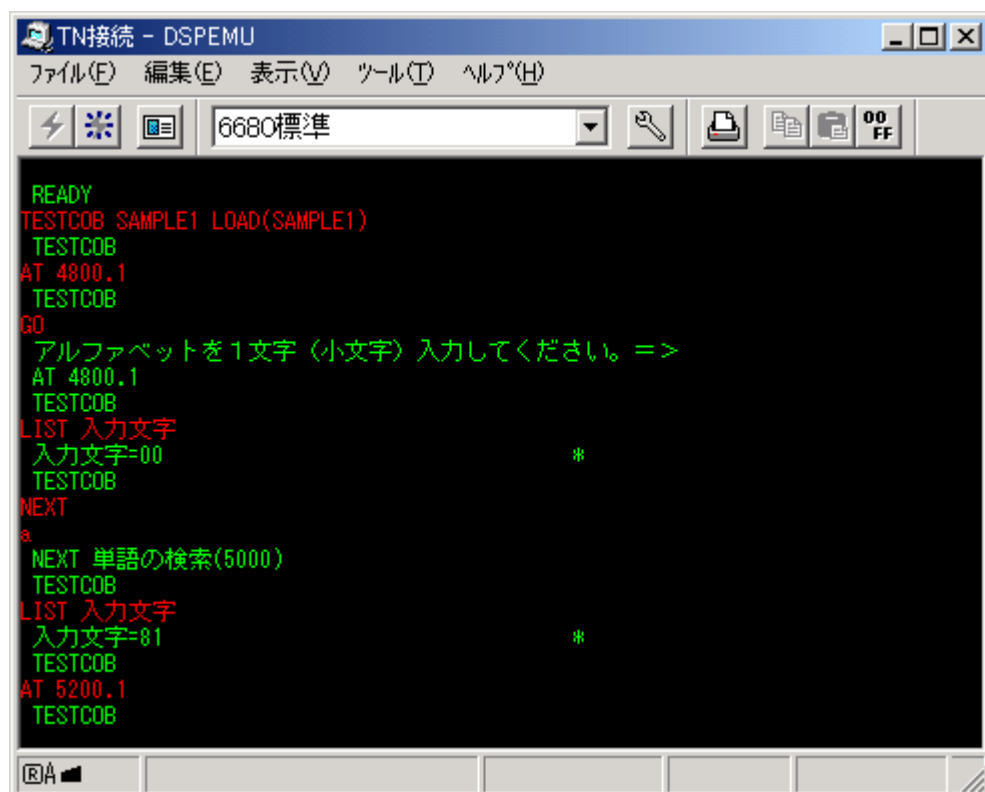 TN接続 - DSPEMU
ﾌｧｲﾙ(F) 編集(E) 表示(V) ﾂｰﾙ(T) ﾍﾙﾌﾟ(H)
6680標準
00
FF
READY
TESTCOB SAMPLE1 LOAD(SAMPLE1)
TESTCOB
AT 4800.1
TESTCOB
GO
アルファベットを１文字（小文字）入力してください。＝＞
AT 4800.1
TESTCOB
LIST 入力文字
入力文字=00 *
TESTCOB
NEXT
a
NEXT 単語の検索(5000)
TESTCOB
LIST 入力文字
入力文字=81 *
TESTCOB
AT 5200.1
TESTCOB
RA